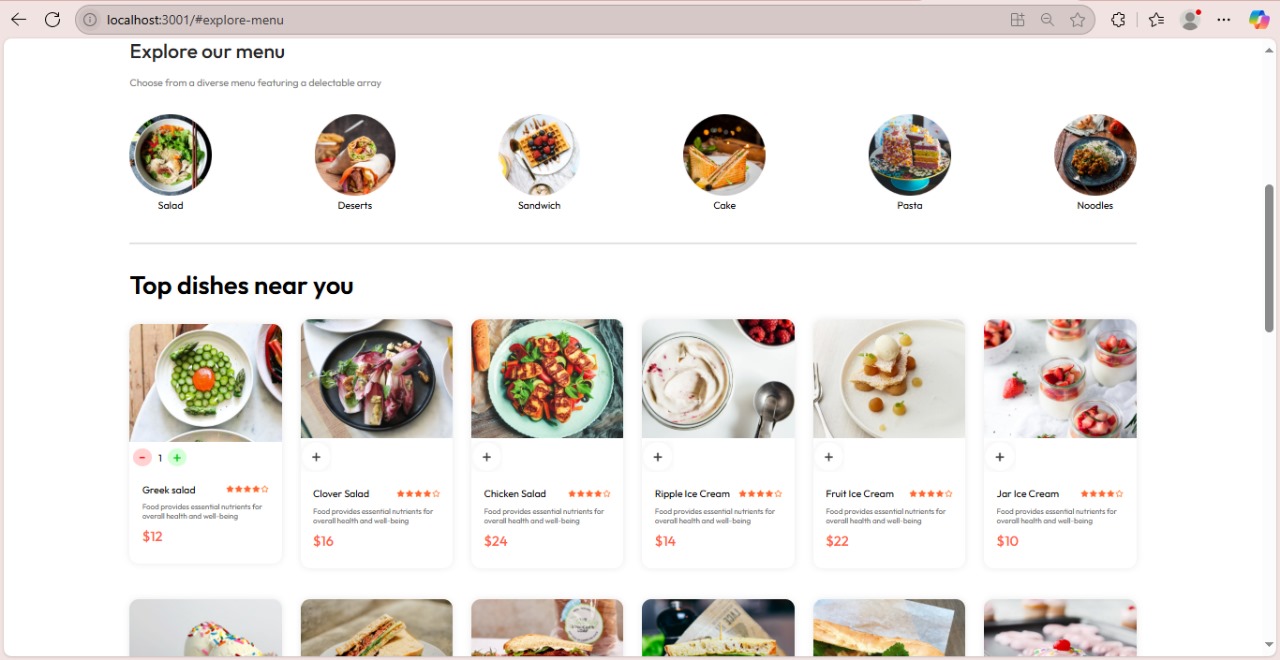 localhost:3001/#explore-menu
Explore our menu
Choose from a diverse menu featuring a delectable array
Salad Deserts Sandwich Cake Pasta Noodles
Top dishes near you
- 1 +
+ + + + +
Greek salad
Food provides essential nutrients for
overall health and well-being
$12
Clover Salad
Food provides essential nutrients for
overall health and well-being
$16
Chicken Salad
Food provides essential nutrients for
overall health and well-being
$24
Ripple Ice Cream
Food provides essential nutrients for
overall health and well-being
$14
Fruit Ice Cream
Food provides essential nutrients for
overall health and well-being
$22
Jar Ice Cream
Food provides essential nutrients for
overall health and well-being
$10